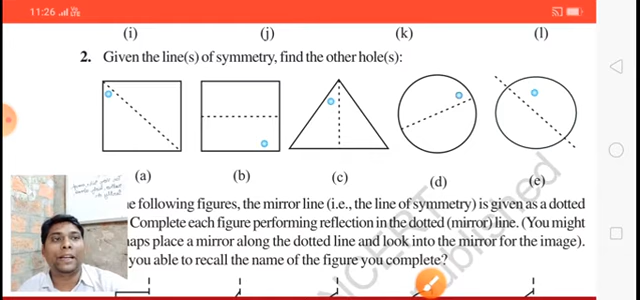 11:26
(i) (j) (k) (l)
2. Given the line(s) of symmetry, find the other hole(s):
(a) (b) (c) (d) (e)
e following figures, the mirror line (i.e., the line of symmetry) is given as a dotted
Complete each figure performing reflection in the dotted (mirror) line. (You might
aps place a mirror along the dotted line and look into the mirror for the image).
you able to recall the name of the figure you complete?
NCERT
published